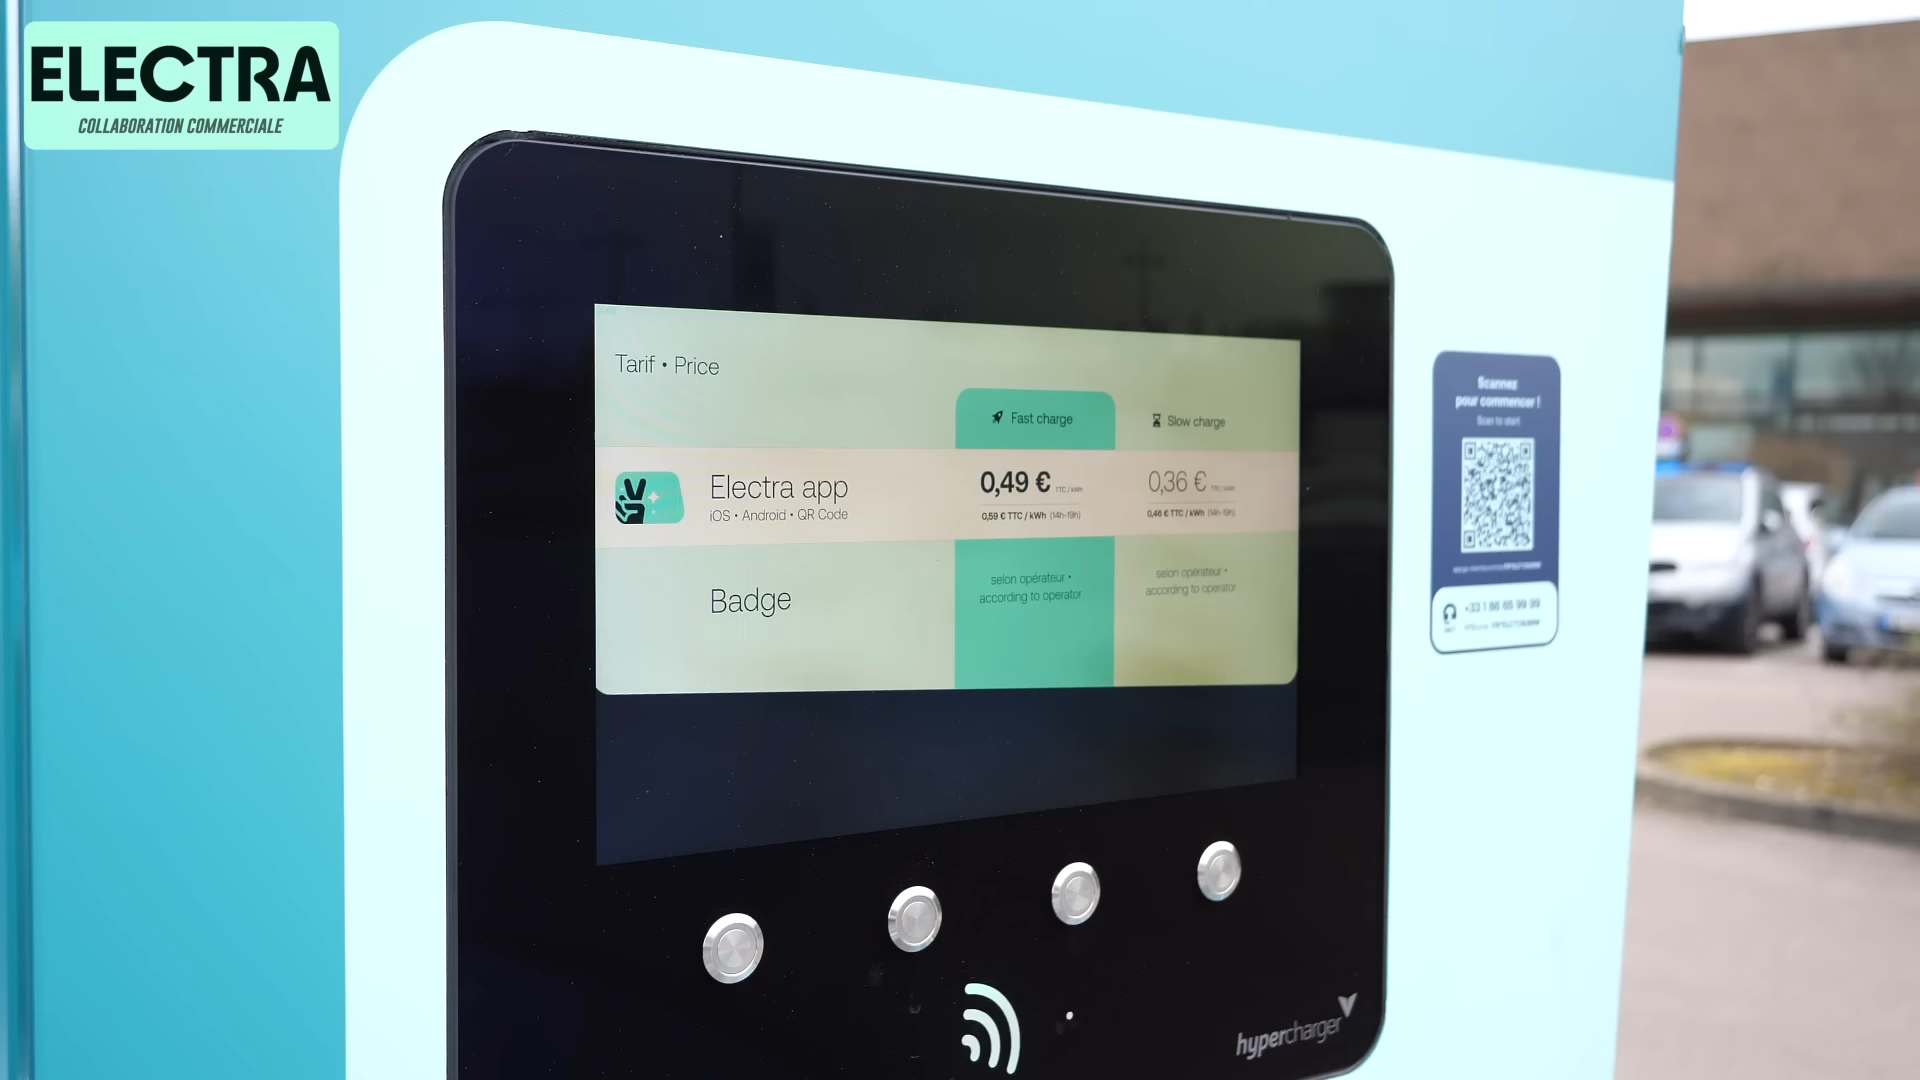 ELECTRA
COLLABORATION COMMERCIALE
Tarif • Price
Fast charge
Slow charge
Electra app
iOS • Android • QR Code
0,49 € TTC / kWh
0,59 € TTC / kWh (14h-19h)
0,36 € TTC / kWh
0,46 € TTC / kWh (14h-19h)
Badge
selon opérateur •
according to operator
selon opérateur •
according to operator
hypercharger
Scannez
pour commencer !
Scan to start
+33 1 86 65 99 99